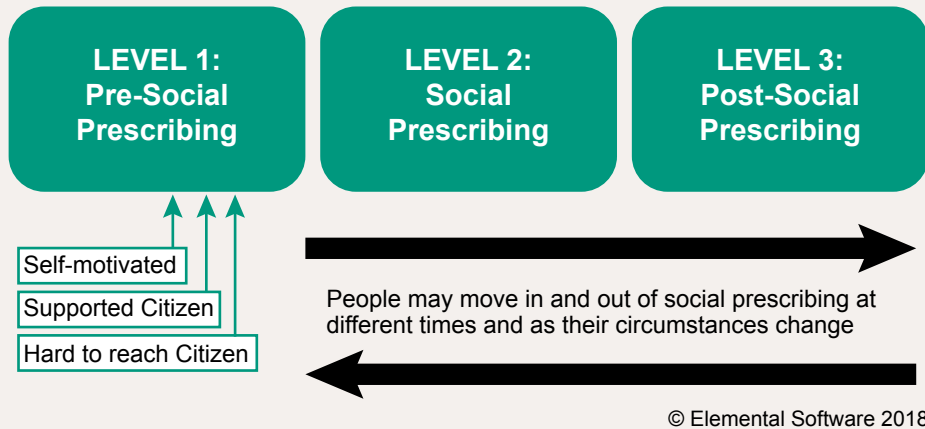 LEVEL 1:
Pre-Social
Prescribing
LEVEL 2:
Social
Prescribing
LEVEL 3:
Post-Social
Prescribing
Self-motivated
Supported Citizen
Hard to reach Citizen
People may move in and out of social prescribing at
different times and as their circumstances change
© Elemental Software 2018